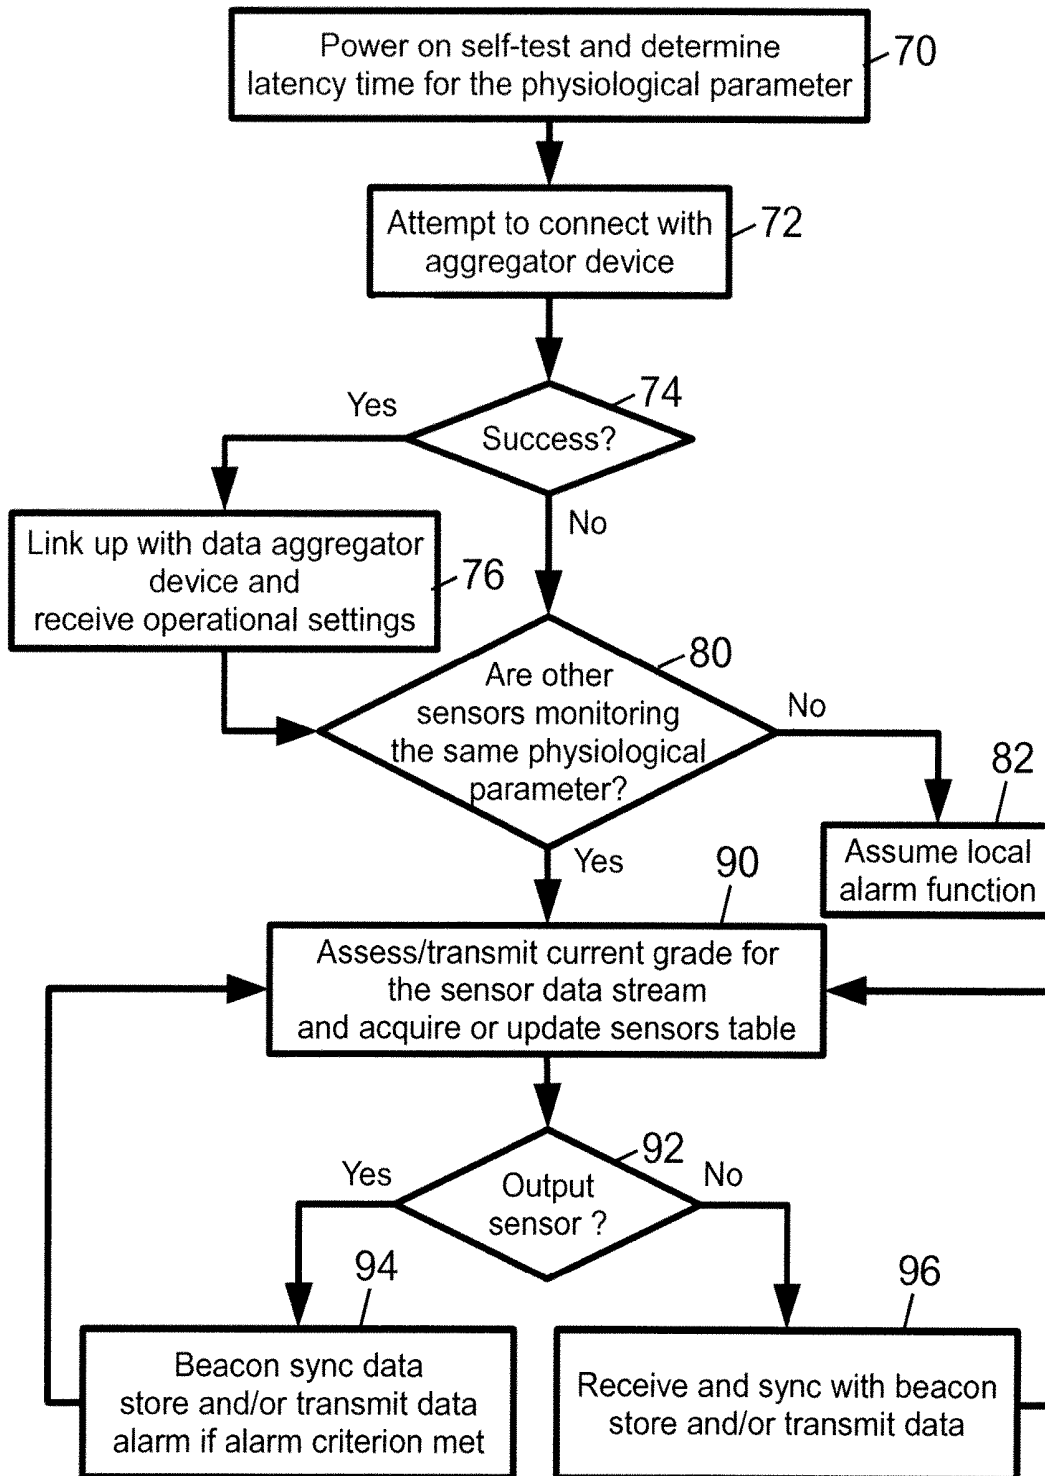 Power on self-test and determine
latency time for the physiological parameter
70
Attempt to connect with
aggregator device
72
74
Yes
Success?
No
Link up with data aggregator
device and
receive operational settings
76
80
Are other
sensors monitoring
the same physiological
parameter?
No
82
Assume local
alarm function
Yes
90
Assess/transmit current grade for
the sensor data stream
and acquire or update sensors table
92
Yes
Output
sensor ?
No
94
Beacon sync data
store and/or transmit data
alarm if alarm criterion met
96
Receive and sync with beacon
store and/or transmit data